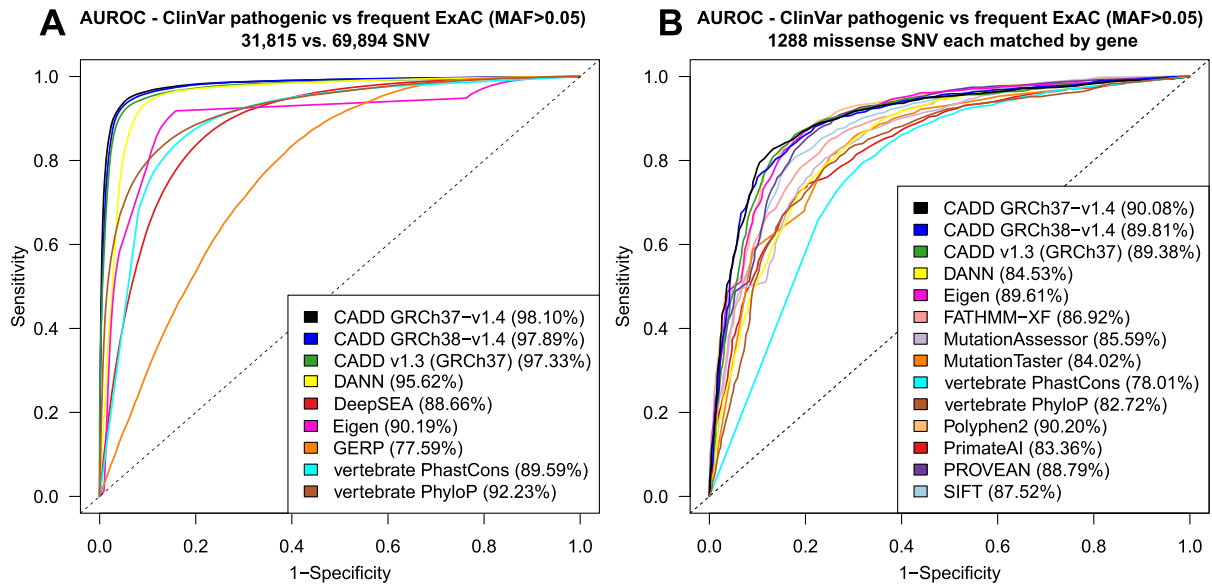 A
AUROC - ClinVar pathogenic vs frequent ExAC (MAF>0.05)
31,815 vs. 69,894 SNV
Sensitivity
1.0
0.8
0.6
0.4
0.2
0.0
CADD GRCh37−v1.4 (98.10%)
CADD GRCh38−v1.4 (97.89%)
CADD v1.3 (GRCh37) (97.33%)
DANN (95.62%)
DeepSEA (88.66%)
Eigen (90.19%)
GERP (77.59%)
vertebrate PhastCons (89.59%)
vertebrate PhyloP (92.23%)
0.0 0.2 0.4 0.6 0.8 1.0
1−Specificity
B
AUROC - ClinVar pathogenic vs frequent ExAC (MAF>0.05)
1288 missense SNV each matched by gene
Sensitivity
1.0
0.8
0.6
0.4
0.2
0.0
CADD GRCh37−v1.4 (90.08%)
CADD GRCh38−v1.4 (89.81%)
CADD v1.3 (GRCh37) (89.38%)
DANN (84.53%)
Eigen (89.61%)
FATHMM−XF (86.92%)
MutationAssessor (85.59%)
MutationTaster (84.02%)
vertebrate PhastCons (78.01%)
vertebrate PhyloP (82.72%)
Polyphen2 (90.20%)
PrimateAI (83.36%)
PROVEAN (88.79%)
SIFT (87.52%)
0.0 0.2 0.4 0.6 0.8 1.0
1−Specificity